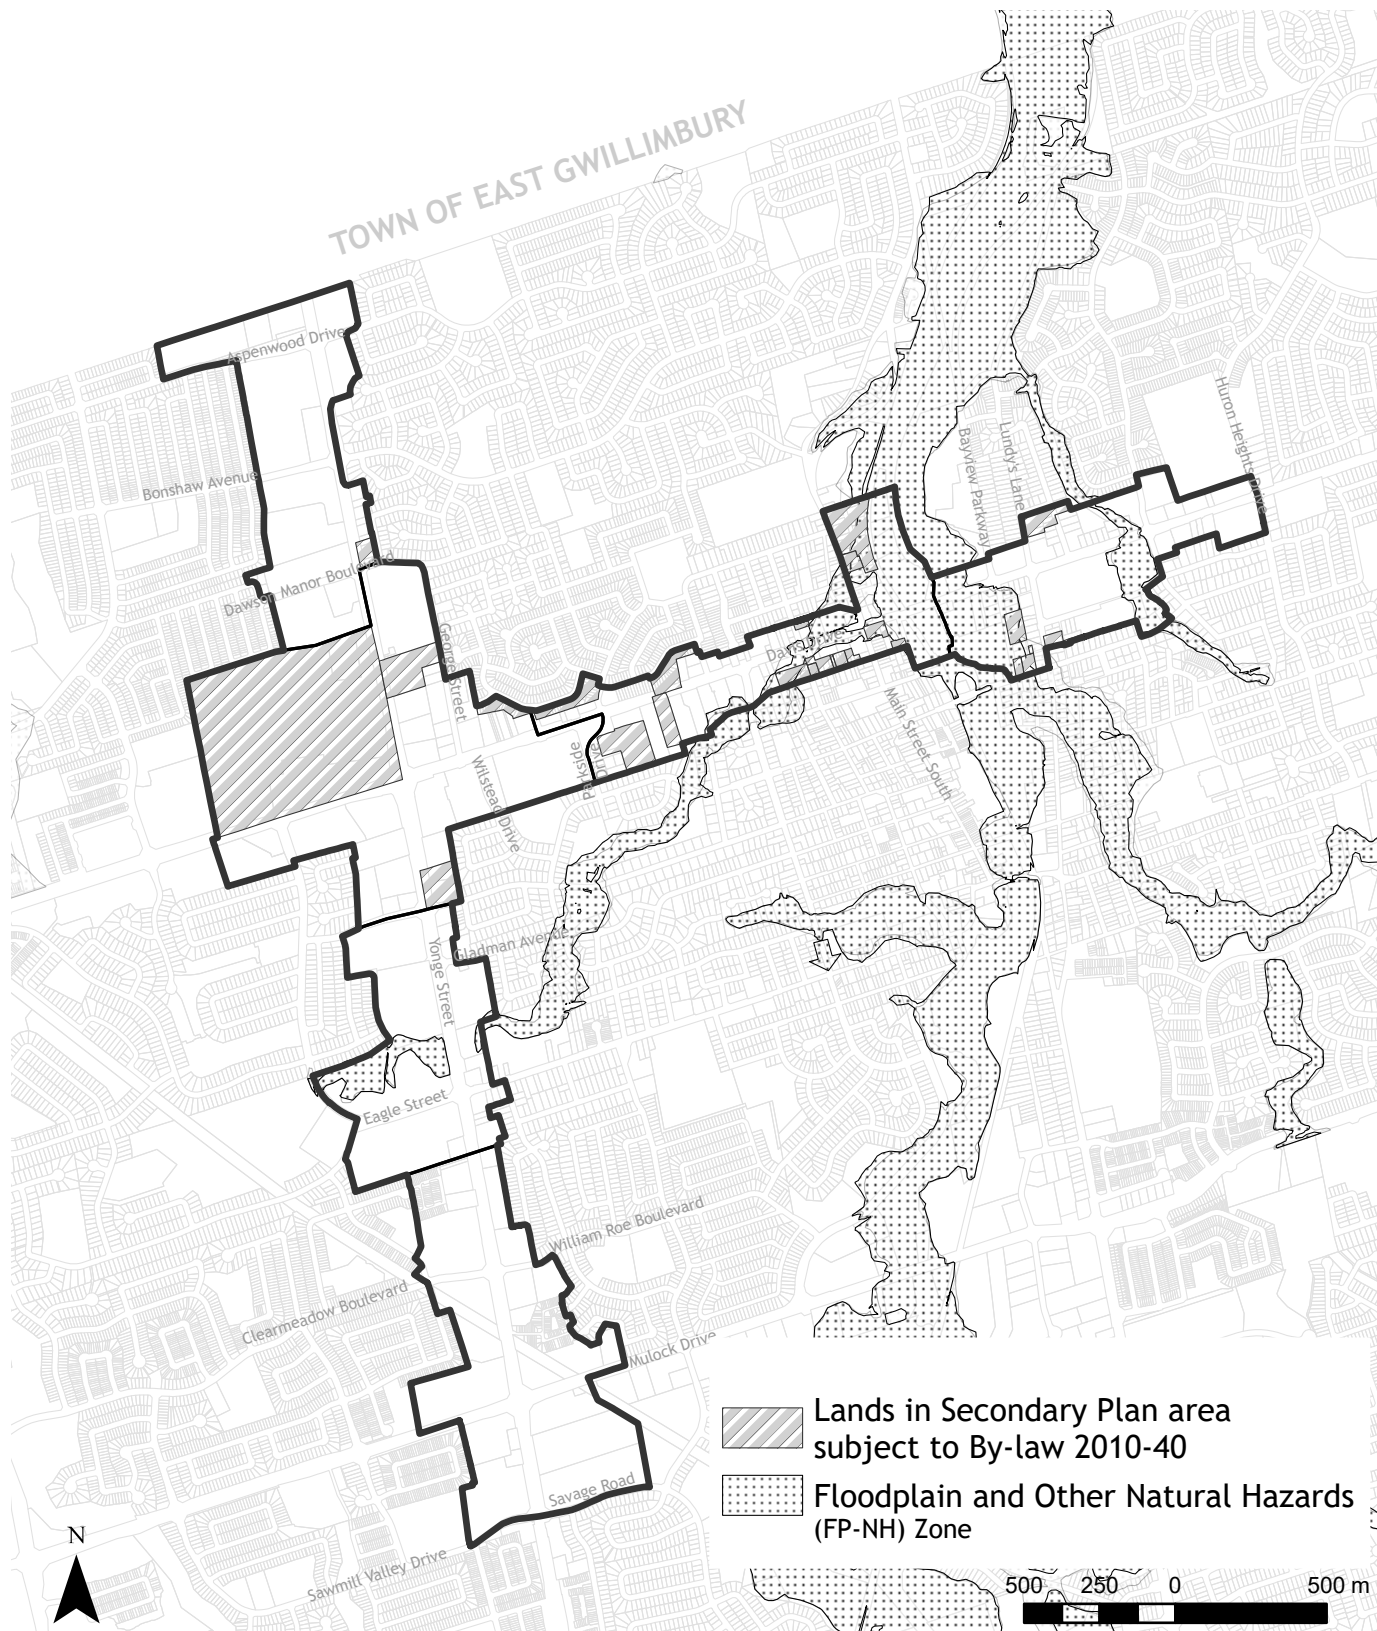 TOWN OF EAST GWILLIMBURY
Aspenwood Drive
Huron Heights Drive
Lundy's Lane
Bayview Parkway
Bonshaw Avenue
Dawson Manor Boulevard
George Street
Davis Drive
Main Street South
Parkside
Drive
Wilstead Drive
Gladman Avenue
Yonge Street
Eagle Street
William Roe Boulevard
Clearmeadow Boulevard
Mulock Drive
Savage Road
Sawmill Valley Drive
Lands in Secondary Plan area
subject to By-law 2010-40
Floodplain and Other Natural Hazards
(FP-NH) Zone
N
500 250 0 500 m